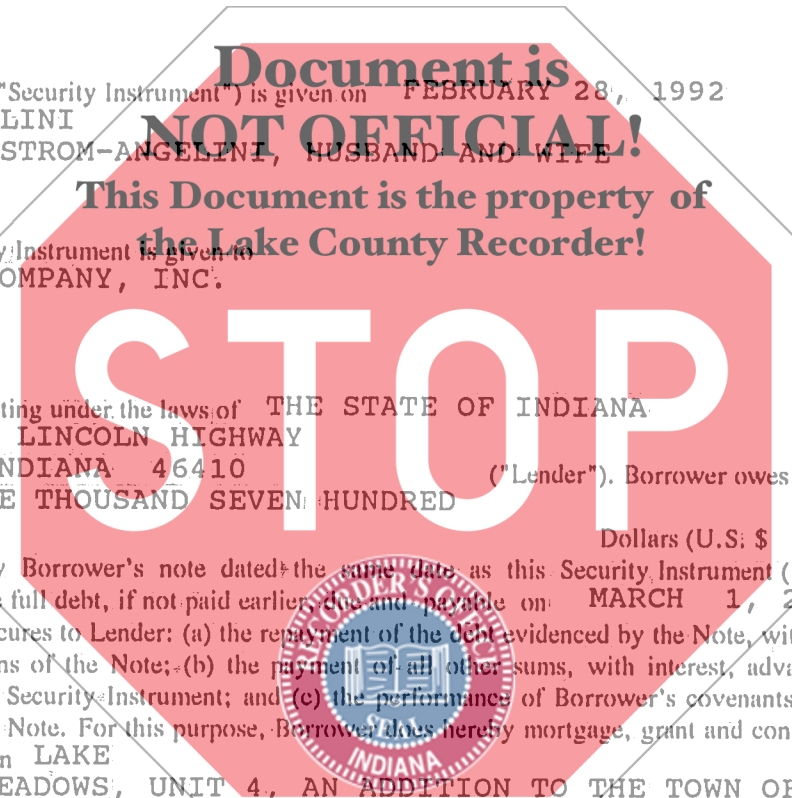 Document is
"Security Instrument") is given on FEBRUARY 28, 1992
LINI
NOT OFFICIAL!
STROM-ANGELINI, HUSBAND AND WIFE
This Document is the property of
the Lake County Recorder!
y Instrument is given to
OMPANY, INC.
STOP
ting under the laws of THE STATE OF INDIANA
LINCOLN HIGHWAY
NDIANA 46410 ("Lender"). Borrower owes
E THOUSAND SEVEN HUNDRED
Dollars (U.S. $
y Borrower's note dated the same date as this Security Instrument (
e full debt, if not paid earlier, due and payable on MARCH 1, 2
cures to Lender: (a) the repayment of the debt evidenced by the Note, wit
ns of the Note; (b) the payment of all other sums, with interest, adva
Security Instrument; and (c) the performance of Borrower's covenants
Note. For this purpose, Borrower does hereby mortgage, grant and con
n LAKE
EADOWS, UNIT 4, AN ADDITION TO THE TOWN OF
RECORDER'S OFFICE
SEAL
INDIANA